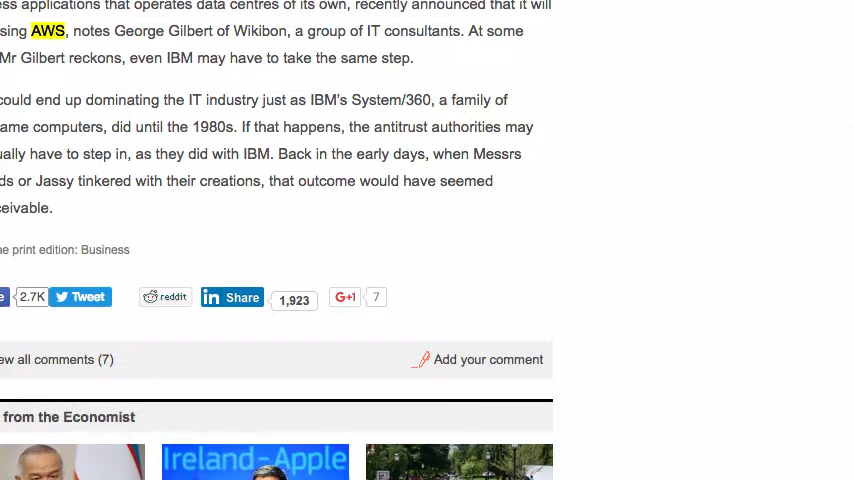 ess applications that operates data centres of its own, recently announced that it will
sing AWS, notes George Gilbert of Wikibon, a group of IT consultants. At some
Mr Gilbert reckons, even IBM may have to take the same step.
could end up dominating the IT industry just as IBM's System/360, a family of
ame computers, did until the 1980s. If that happens, the antitrust authorities may
ually have to step in, as they did with IBM. Back in the early days, when Messrs
ds or Jassy tinkered with their creations, that outcome would have seemed
ceivable.
he print edition: Business
e 2.7K Tweet reddit in Share 1,923 G+1 7
ew all comments (7) Add your comment
from the Economist
Ireland-Apple